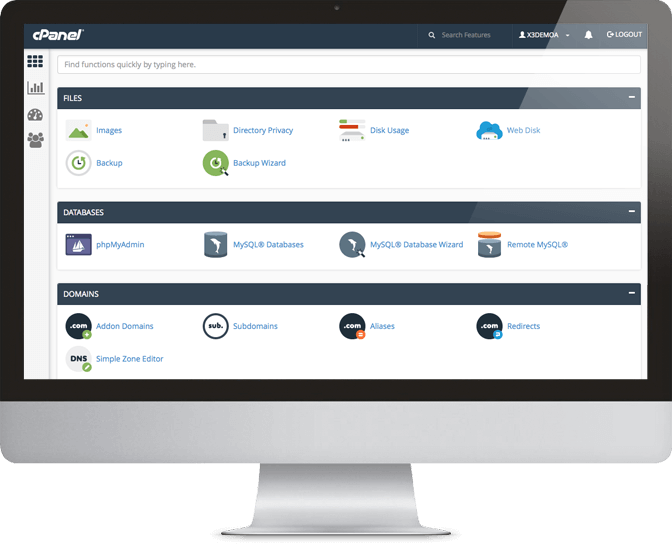 cPanel
Search Features
X3DEMOA
LOGOUT
Find functions quickly by typing here.
FILES
Images
Directory Privacy
Disk Usage
Web Disk
Backup
Backup Wizard
DATABASES
phpMyAdmin
MySQL® Databases
MySQL® Database Wizard
Remote MySQL®
DOMAINS
.com
Addon Domains
sub.
Subdomains
.com
Aliases
.com
Redirects
DNS
Simple Zone Editor